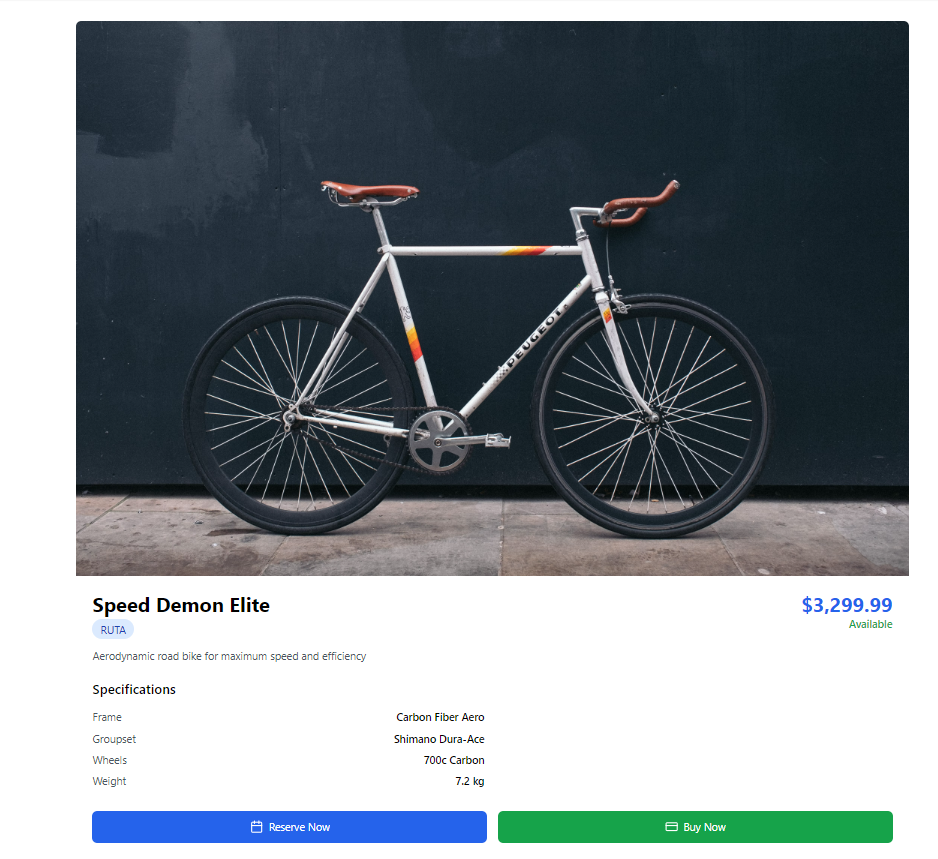 PEUGEOT
Speed Demon Elite
$3,299.99
RUTA
Available
Aerodynamic road bike for maximum speed and efficiency
Specifications
Frame Carbon Fiber Aero
Groupset Shimano Dura-Ace
Wheels 700c Carbon
Weight 7.2 kg
Reserve Now Buy Now